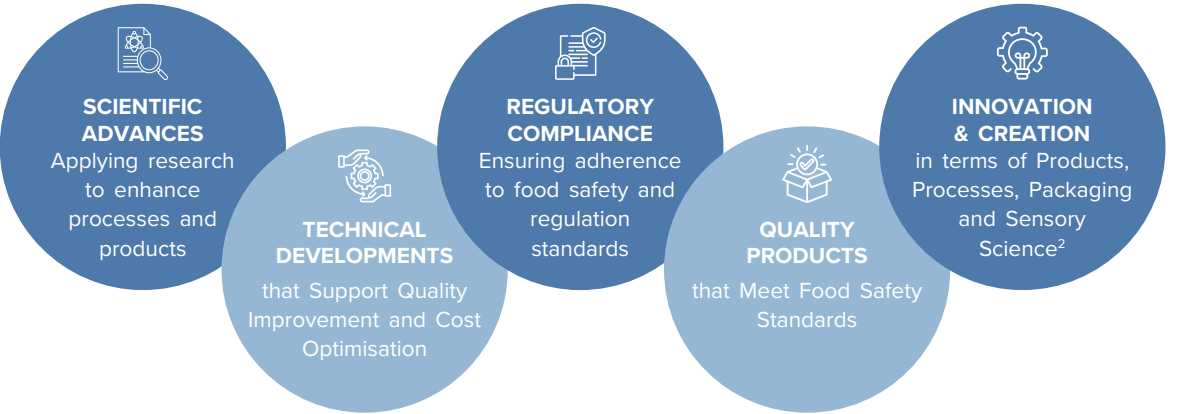 SCIENTIFIC
ADVANCES
Applying research
to enhance
processes and
products
TECHNICAL
DEVELOPMENTS
that Support Quality
Improvement and Cost
Optimisation
REGULATORY
COMPLIANCE
Ensuring adherence
to food safety and
regulation
standards
QUALITY
PRODUCTS
that Meet Food Safety
Standards
INNOVATION
& CREATION
in terms of Products,
Processes, Packaging
and Sensory
Science²